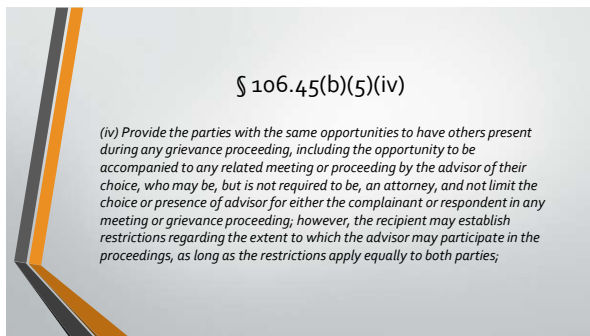 § 106.45(b)(5)(iv)
(iv) Provide the parties with the same opportunities to have others present
during any grievance proceeding, including the opportunity to be
accompanied to any related meeting or proceeding by the advisor of their
choice, who may be, but is not required to be, an attorney, and not limit the
choice or presence of advisor for either the complainant or respondent in any
meeting or grievance proceeding; however, the recipient may establish
restrictions regarding the extent to which the advisor may participate in the
proceedings, as long as the restrictions apply equally to both parties;